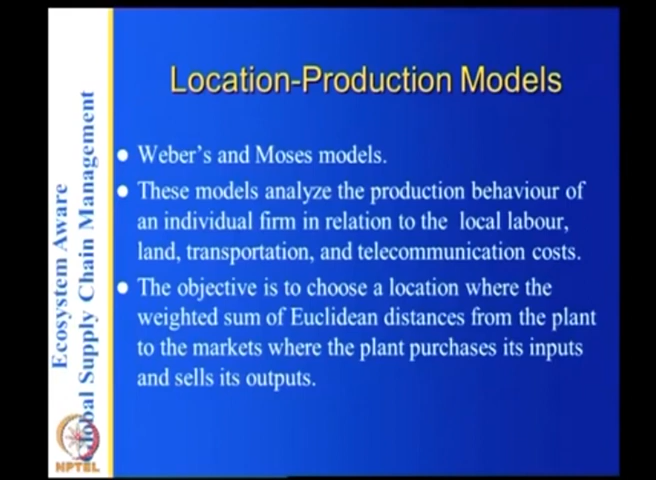 Location-Production Models
Weber's and Moses models.
These models analyze the production behaviour of
an individual firm in relation to the local labour,
land, transportation, and telecommunication costs.
The objective is to choose a location where the
weighted sum of Euclidean distances from the plant
to the markets where the plant purchases its inputs
and sells its outputs.
Ecosystem Aware
Global Supply Chain Management
NPTEL